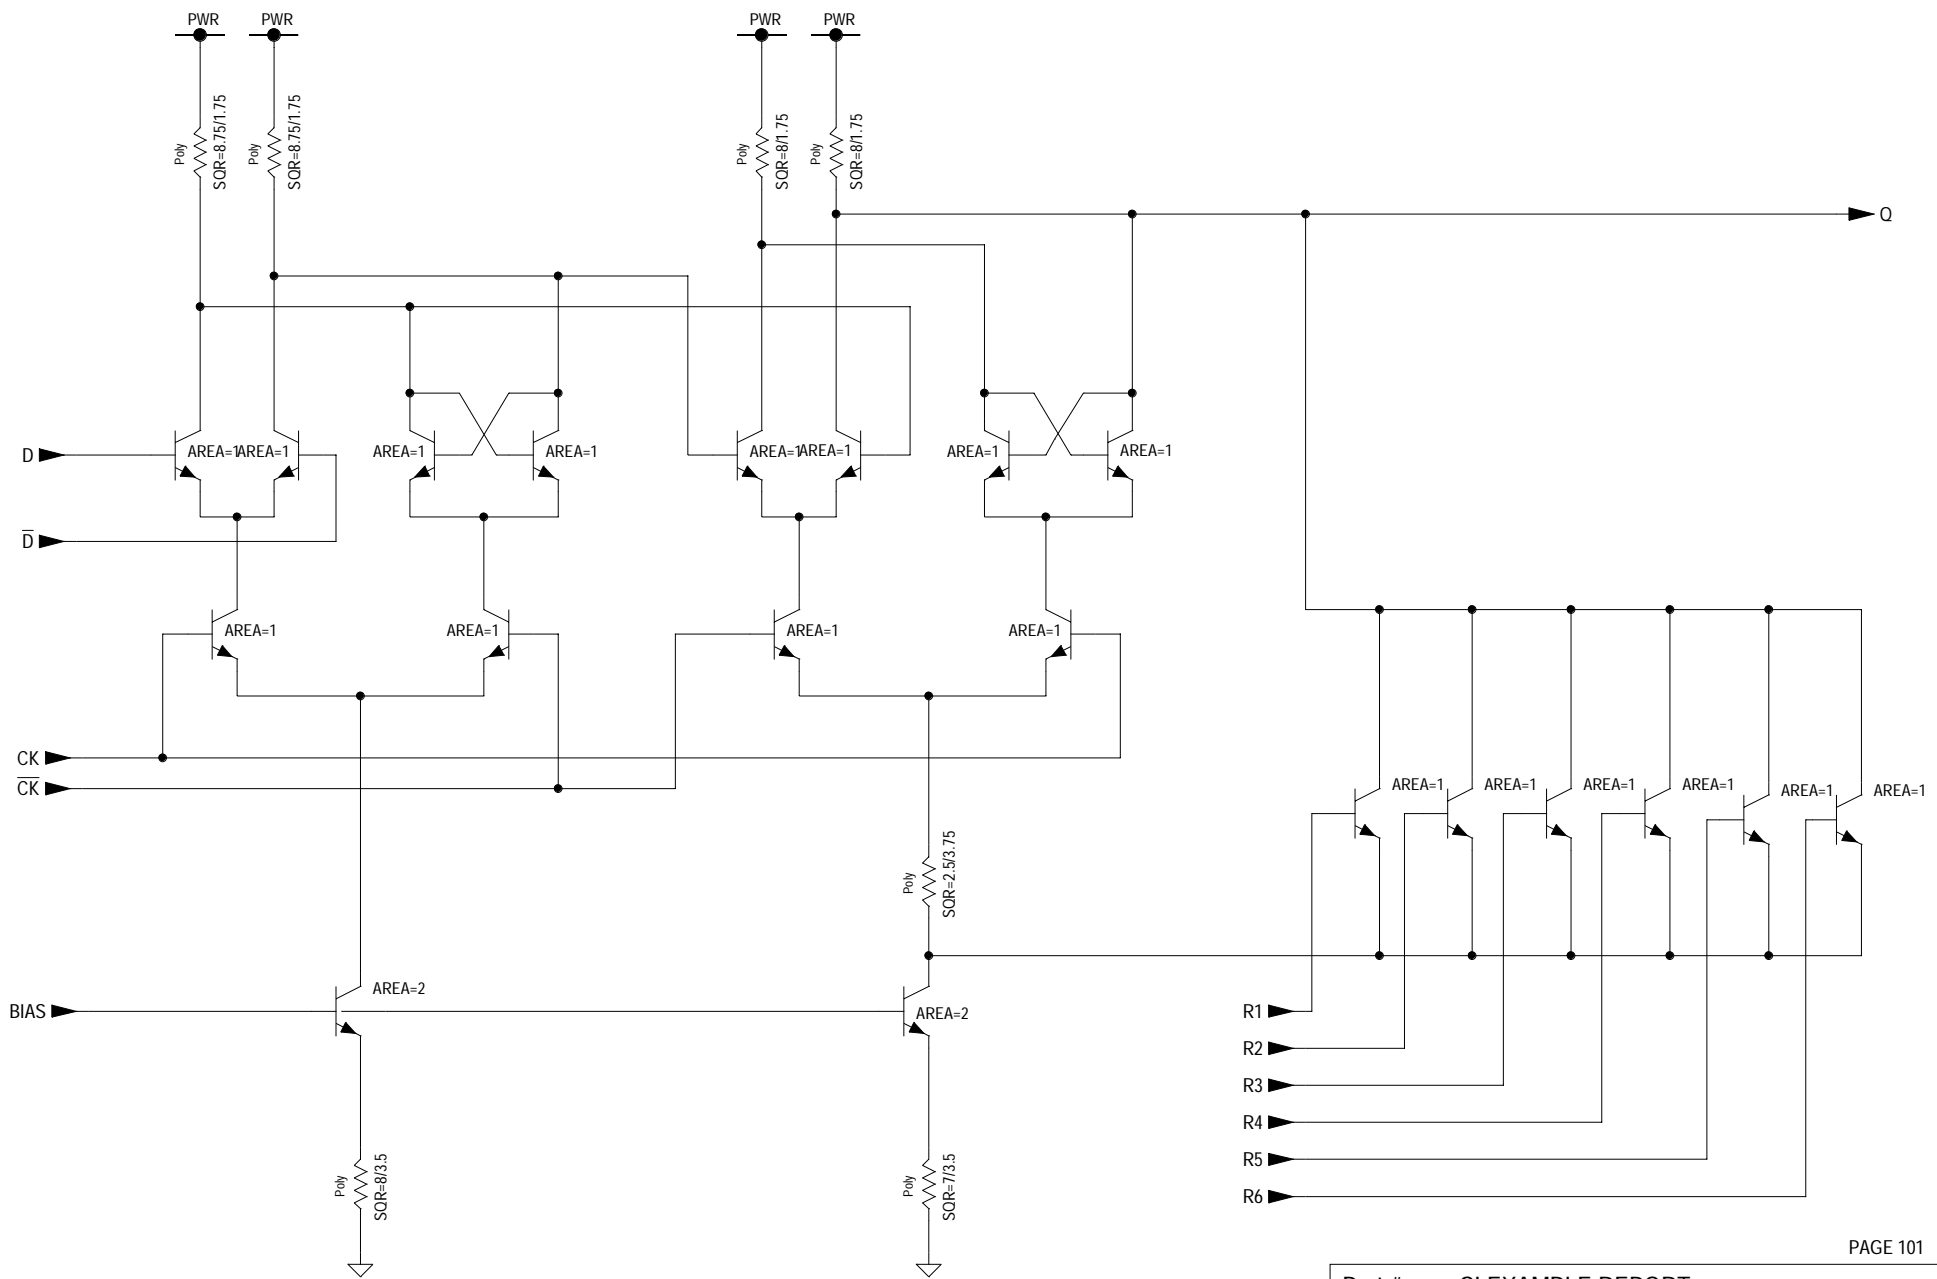 PWR PWR PWR PWR
Poly
SQR=8.75/1.75
Poly
SQR=8.75/1.75
Poly
SQR=8/1.75
Poly
SQR=8/1.75
Q
D
AREA=1
AREA=1
AREA=1
AREA=1
AREA=1
AREA=1
AREA=1
AREA=1
D̅
AREA=1
AREA=1
AREA=1
AREA=1
CK
C̅K̅
AREA=1
AREA=1
AREA=1
AREA=1
AREA=1
AREA=1
Poly
SQR=2.5/3.75
AREA=2
BIAS
AREA=2
R1
R2
R3
R4
R5
R6
Poly
SQR=8/3.5
Poly
SQR=7/3.5
PAGE 101